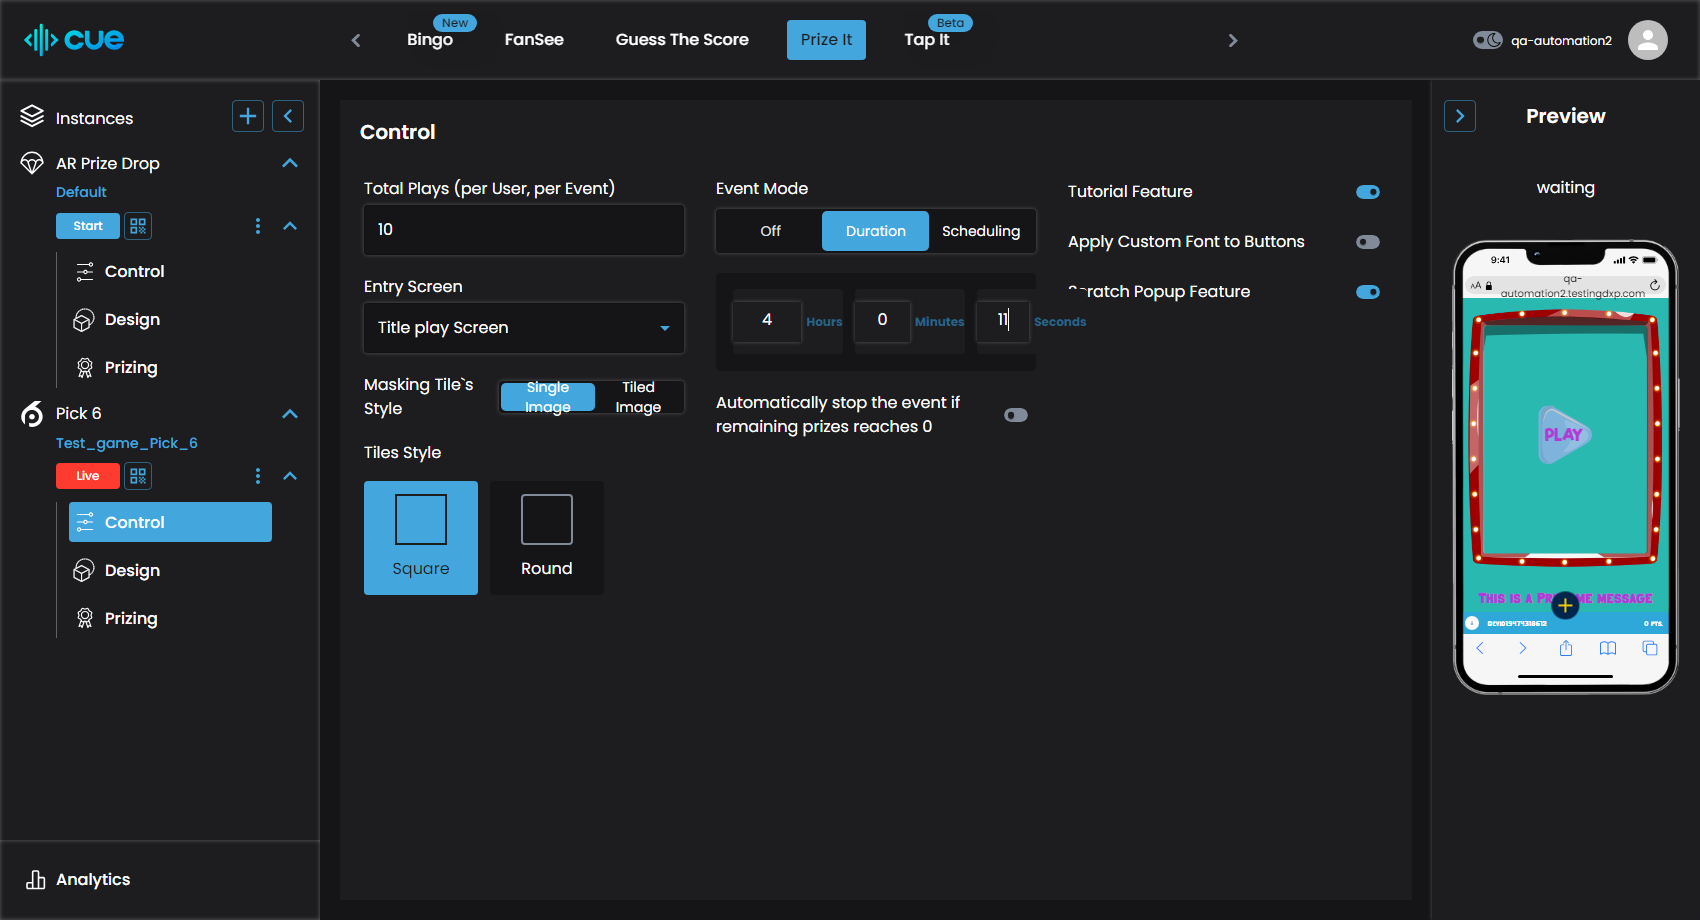 cue
New
Bingo
FanSee
Guess The Score
Prize It
Beta
Tap It
qa-automation2
Instances
AR Prize Drop
Default
Start
Control
Design
Prizing
Pick 6
Test_game_Pick_6
Live
Control
Design
Prizing
Analytics
Control
Total Plays (per User, per Event)
10
Entry Screen
Title play Screen
Masking Tile`s
Style
Single
Image
Tiled
Image
Tiles Style
Square
Round
Event Mode
Off
Duration
Scheduling
4 Hours 0 Minutes 11 Seconds
Automatically stop the event if
remaining prizes reaches 0
Tutorial Feature
Apply Custom Font to Buttons
Scratch Popup Feature
Preview
waiting
9:41
AA
qa-
automation2.testingdxp.com
PLAY
THIS IS A PR ME MESSAGE
0 PTS.